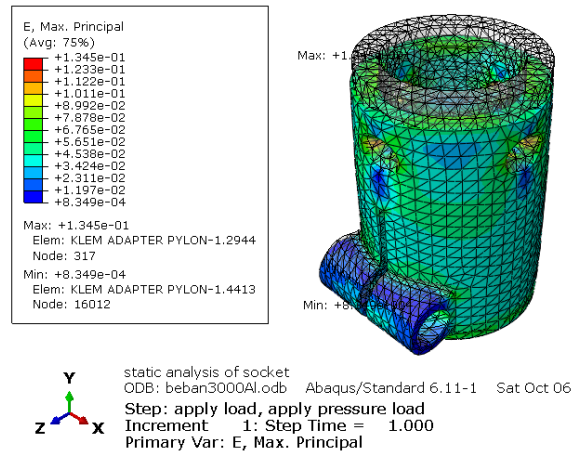 E, Max. Principal
(Avg: 75%)
+1.345e-01
+1.233e-01
+1.122e-01
+1.011e-01
+8.992e-02
+7.878e-02
+6.765e-02
+5.651e-02
+4.538e-02
+3.424e-02
+2.311e-02
+1.197e-02
+8.349e-04
Max: +1.345e-01
Elem: KLEM ADAPTER PYLON-1.2944
Node: 317
Min: +8.349e-04
Elem: KLEM ADAPTER PYLON-1.4413
Node: 16012
Max: +1.
Min: +8.
Y
Z X
static analysis of socket
ODB: beban3000Al.odb Abaqus/Standard 6.11-1 Sat Oct 06
Step: apply load, apply pressure load
Increment 1: Step Time = 1.000
Primary Var: E, Max. Principal